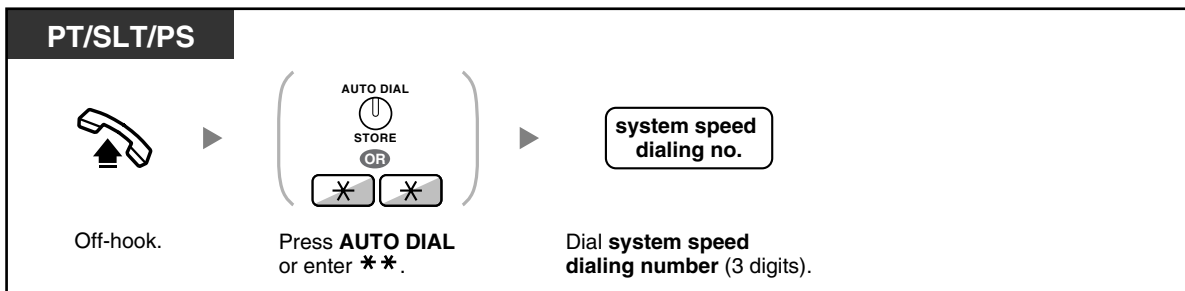 PT/SLT/PS
AUTO DIAL
STORE
OR
* *
system speed
dialing no.
Off-hook.
Press AUTO DIAL
or enter * *.
Dial system speed
dialing number (3 digits).